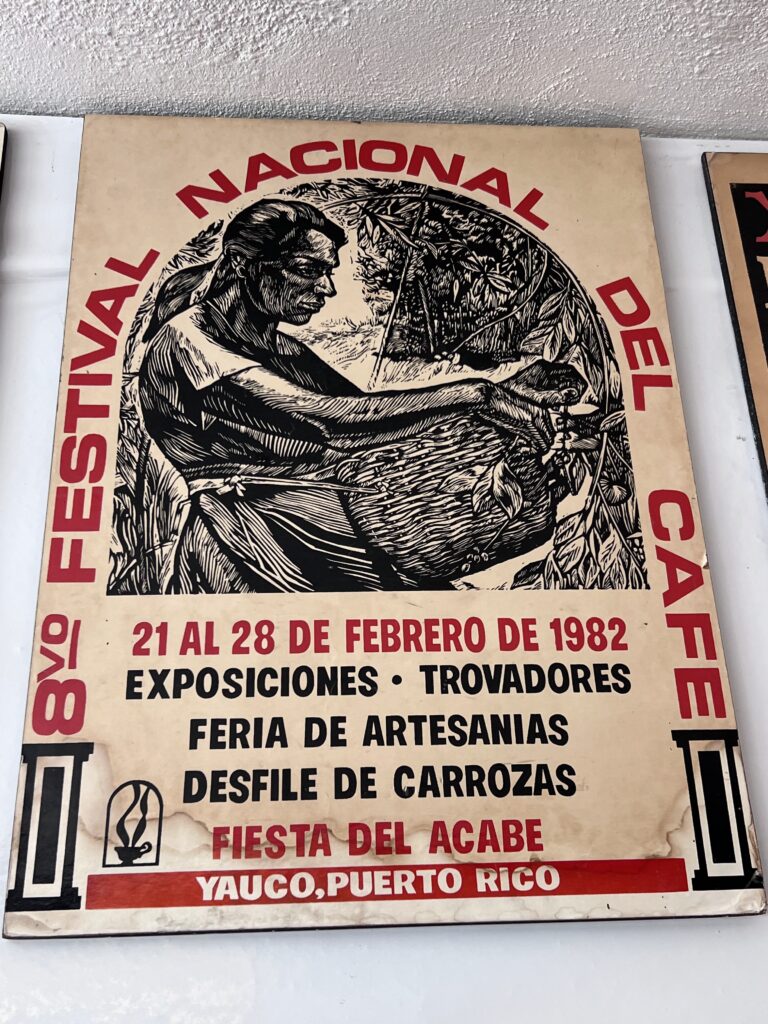 8vo FESTIVAL NACIONAL DEL CAFE
21 AL 28 DE FEBRERO DE 1982
EXPOSICIONES • TROVADORES
FERIA DE ARTESANIAS
DESFILE DE CARROZAS
FIESTA DEL ACABE
YAUCO, PUERTO RICO